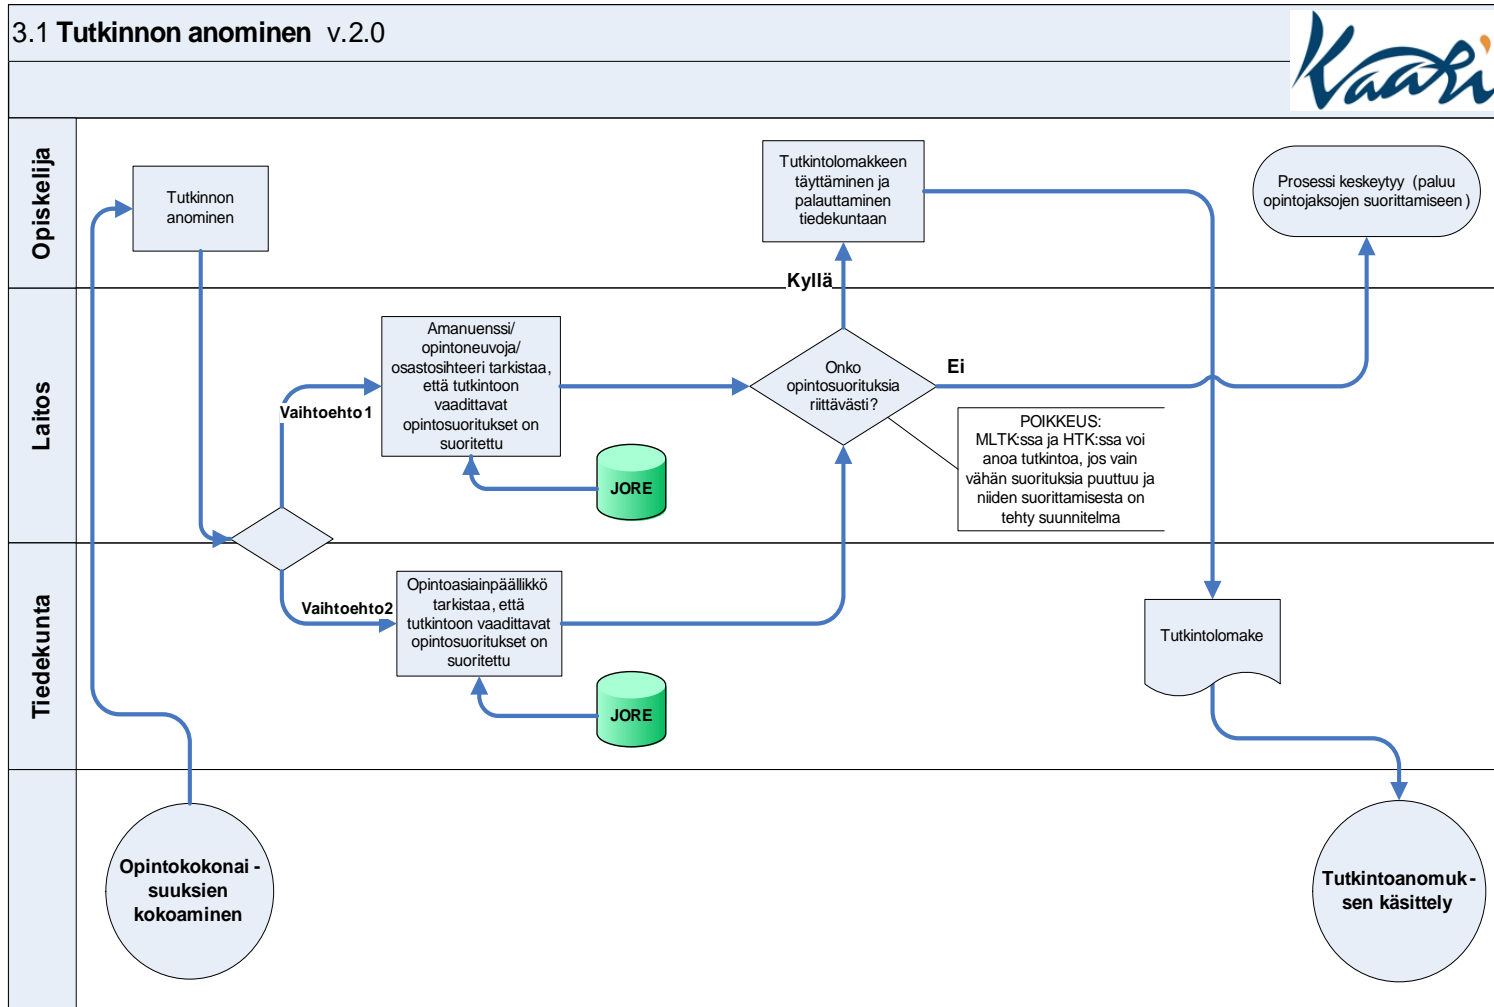 3.1 Tutkinnon anominen v.2.0
Kaari
Opiskelija
Tutkinnon
anominen
Tutkintolomakkeen
täyttäminen ja
palauttaminen
tiedekuntaan
Prosessi keskeytyy (paluu
opintojaksojen suorittamiseen )
Kyllä
Laitos
Amanuenssi/
opintoneuvoja/
osastosihteeri tarkistaa,
että tutkintoon
vaadittavat
opintosuoritukset on
suoritettu
Vaihtoehto 1
Onko
opintosuorituksia
riittävästi?
Ei
POIKKEUS:
MLTK:ssa ja HTK:ssa voi
anoa tutkintoa, jos vain
vähän suorituksia puuttuu ja
niiden suorittamisesta on
tehty suunnitelma
JORE
Tiedekunta
Vaihtoehto2
Opintoasiainpäällikkö
tarkistaa, että
tutkintoon vaadittavat
opintosuoritukset on
suoritettu
JORE
Tutkintolomake
Opintokokonai -
suuksien
kokoaminen
Tutkintoanomuk -
sen käsittely